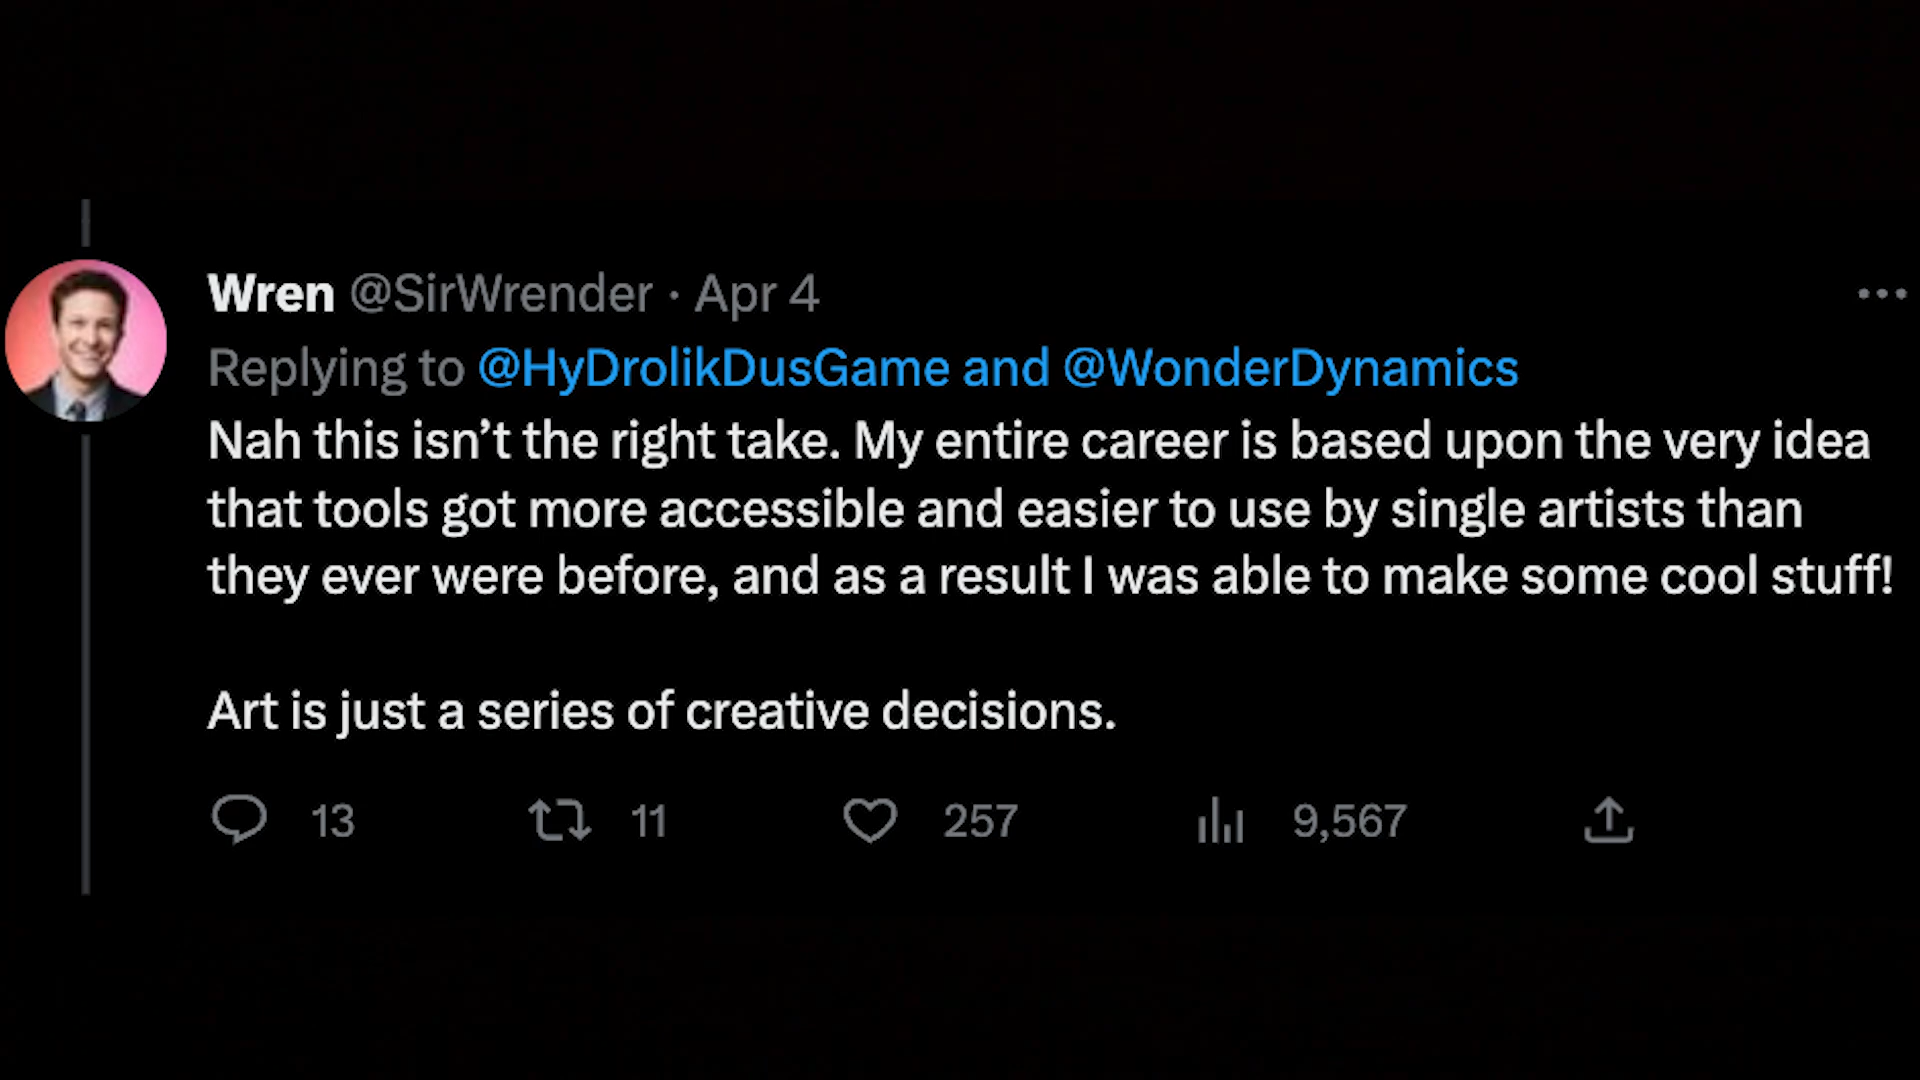 Wren @SirWrender · Apr 4
Replying to @HyDrolikDusGame and @WonderDynamics
Nah this isn’t the right take. My entire career is based upon the very idea
that tools got more accessible and easier to use by single artists than
they ever were before, and as a result I was able to make some cool stuff!
Art is just a series of creative decisions.
13 11 257 9,567